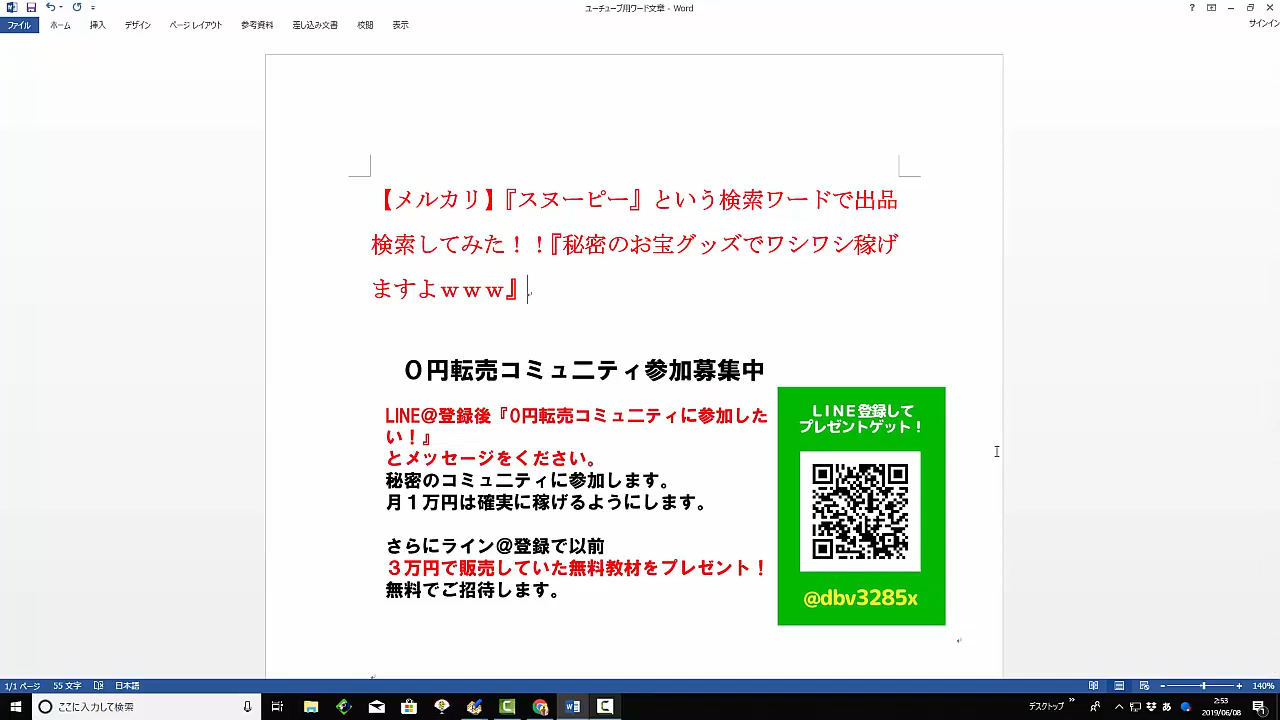 ユーチューブ用ワード文章 - Word
サインイン
ファイル ホーム 挿入 デザイン ページ レイアウト 参考資料 差し込み文書 校閲 表示
【メルカリ】『スヌーピー』という検索ワードで出品
検索してみた！！『秘密のお宝グッズでワシワシ稼げ
ますよｗｗｗ』
０円転売コミュニティ参加募集中
LINE@登録後『0円転売コミュニティに参加した
い！』
とメッセージをください。
秘密のコミュニティに参加します。
月１万円は確実に稼げるようにします。
さらにライン@登録で以前
３万円で販売していた無料教材をプレゼント！
無料でご招待します。
ＬＩＮＥ登録して
プレゼントゲット！
@dbv3285x
1/1 ページ 55 文字 日本語 140%
ここに入力して検索
デスクトップ
2:53
2019/06/08